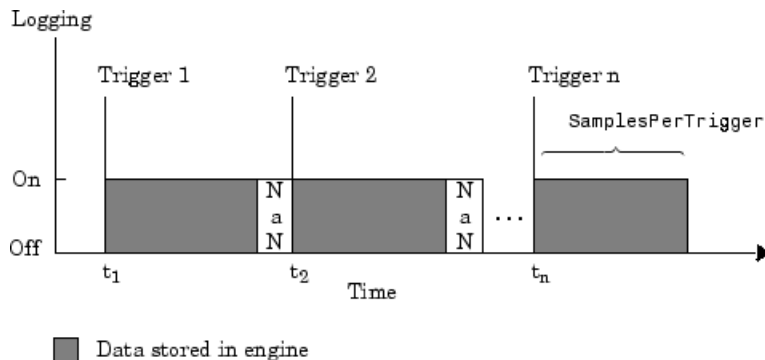 Logging
Trigger 1
Trigger 2
Trigger n
SamplesPerTrigger
On
N
a
N
N
a
N
...
Off
t1
t2
tn
Time
Data stored in engine